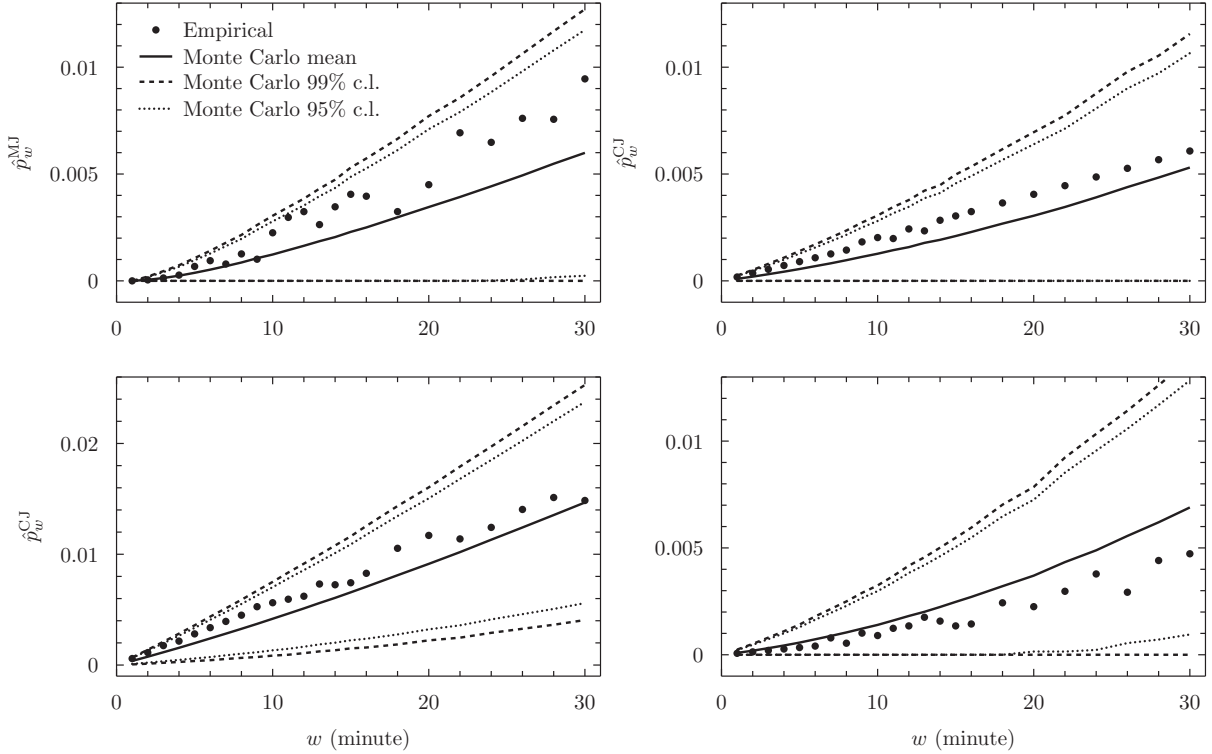 Empirical
Monte Carlo mean
Monte Carlo 99% c.l.
Monte Carlo 95% c.l.
0.01
0.005
0
p̂_w^MJ
0 10 20 30
0.01
0.005
0
p̂_w^CJ
0 10 20 30
0.02
0.01
0
p̂_w^CJ
0 10 20 30
w (minute)
0.01
0.005
0
0 10 20 30
w (minute)